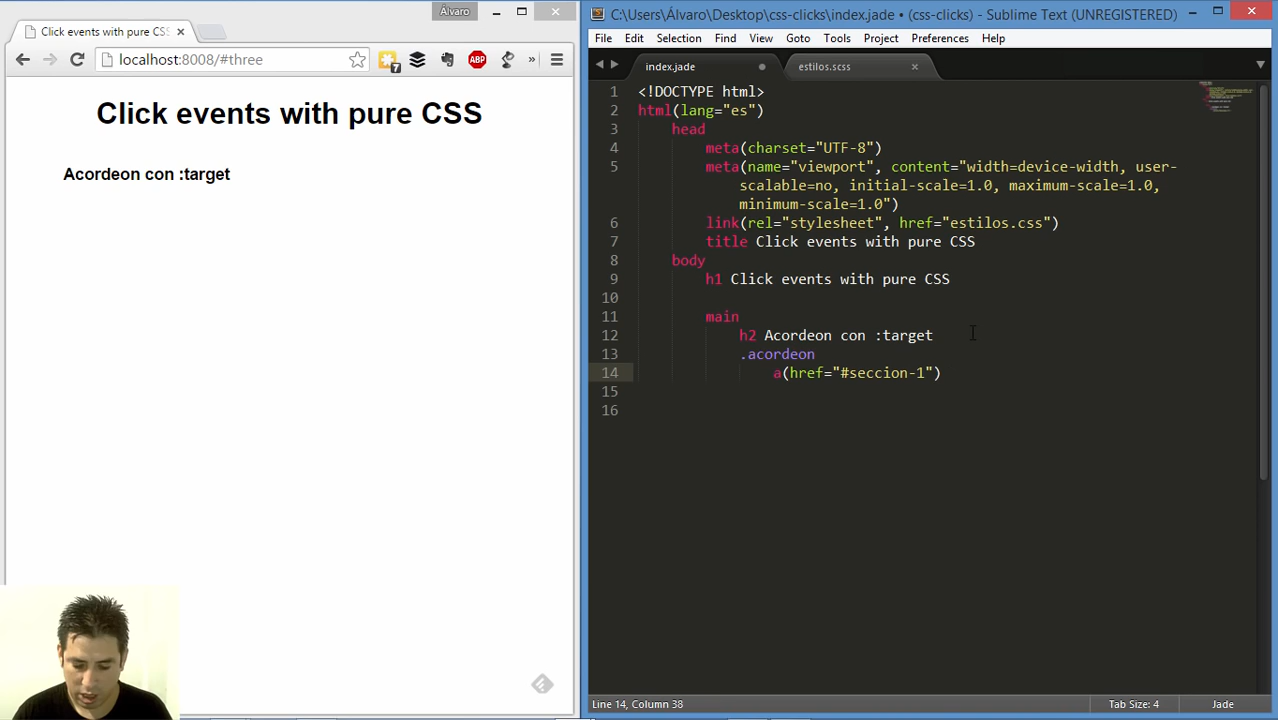 Álvaro
Click events with pure CSS
localhost:8008/#three
7
ABP
»
Click events with pure CSS
Acordeon con :target
C:\Users\Álvaro\Desktop\css-clicks\index.jade • (css-clicks) - Sublime Text (UNREGISTERED)
File Edit Selection Find View Goto Tools Project Preferences Help
index.jade estilos.scss
1 <!DOCTYPE html>
2 html(lang="es")
3 head
4 meta(charset="UTF-8")
5 meta(name="viewport", content="width=device-width, user-
scalable=no, initial-scale=1.0, maximum-scale=1.0,
minimum-scale=1.0")
6 link(rel="stylesheet", href="estilos.css")
7 title Click events with pure CSS
8 body
9 h1 Click events with pure CSS
10
11 main
12 h2 Acordeon con :target
13 .acordeon
14 a(href="#seccion-1")
15
16
Line 14, Column 38 Tab Size: 4 Jade